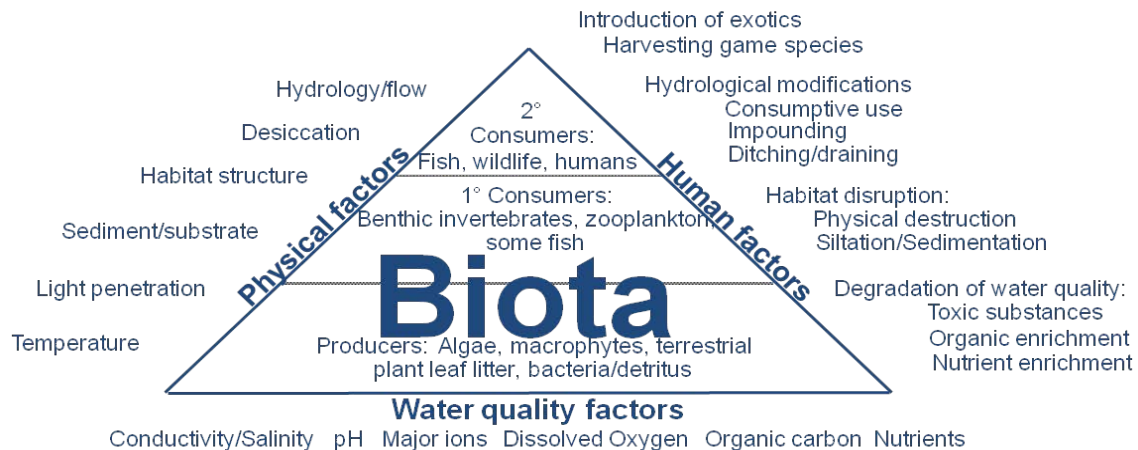 Introduction of exotics
Harvesting game species
Hydrology/flow
Desiccation
Habitat structure
Sediment/substrate
Light penetration
Temperature
Physical factors
2°
Consumers:
Fish, wildlife, humans
1° Consumers:
Benthic invertebrates, zooplankton,
some fish
Biota
Producers: Algae, macrophytes, terrestrial
plant leaf litter, bacteria/detritus
Human factors
Hydrological modifications
Consumptive use
Impounding
Ditching/draining
Habitat disruption:
Physical destruction
Siltation/Sedimentation
Degradation of water quality:
Toxic substances
Organic enrichment
Nutrient enrichment
Water quality factors
Conductivity/Salinity pH Major ions Dissolved Oxygen Organic carbon Nutrients